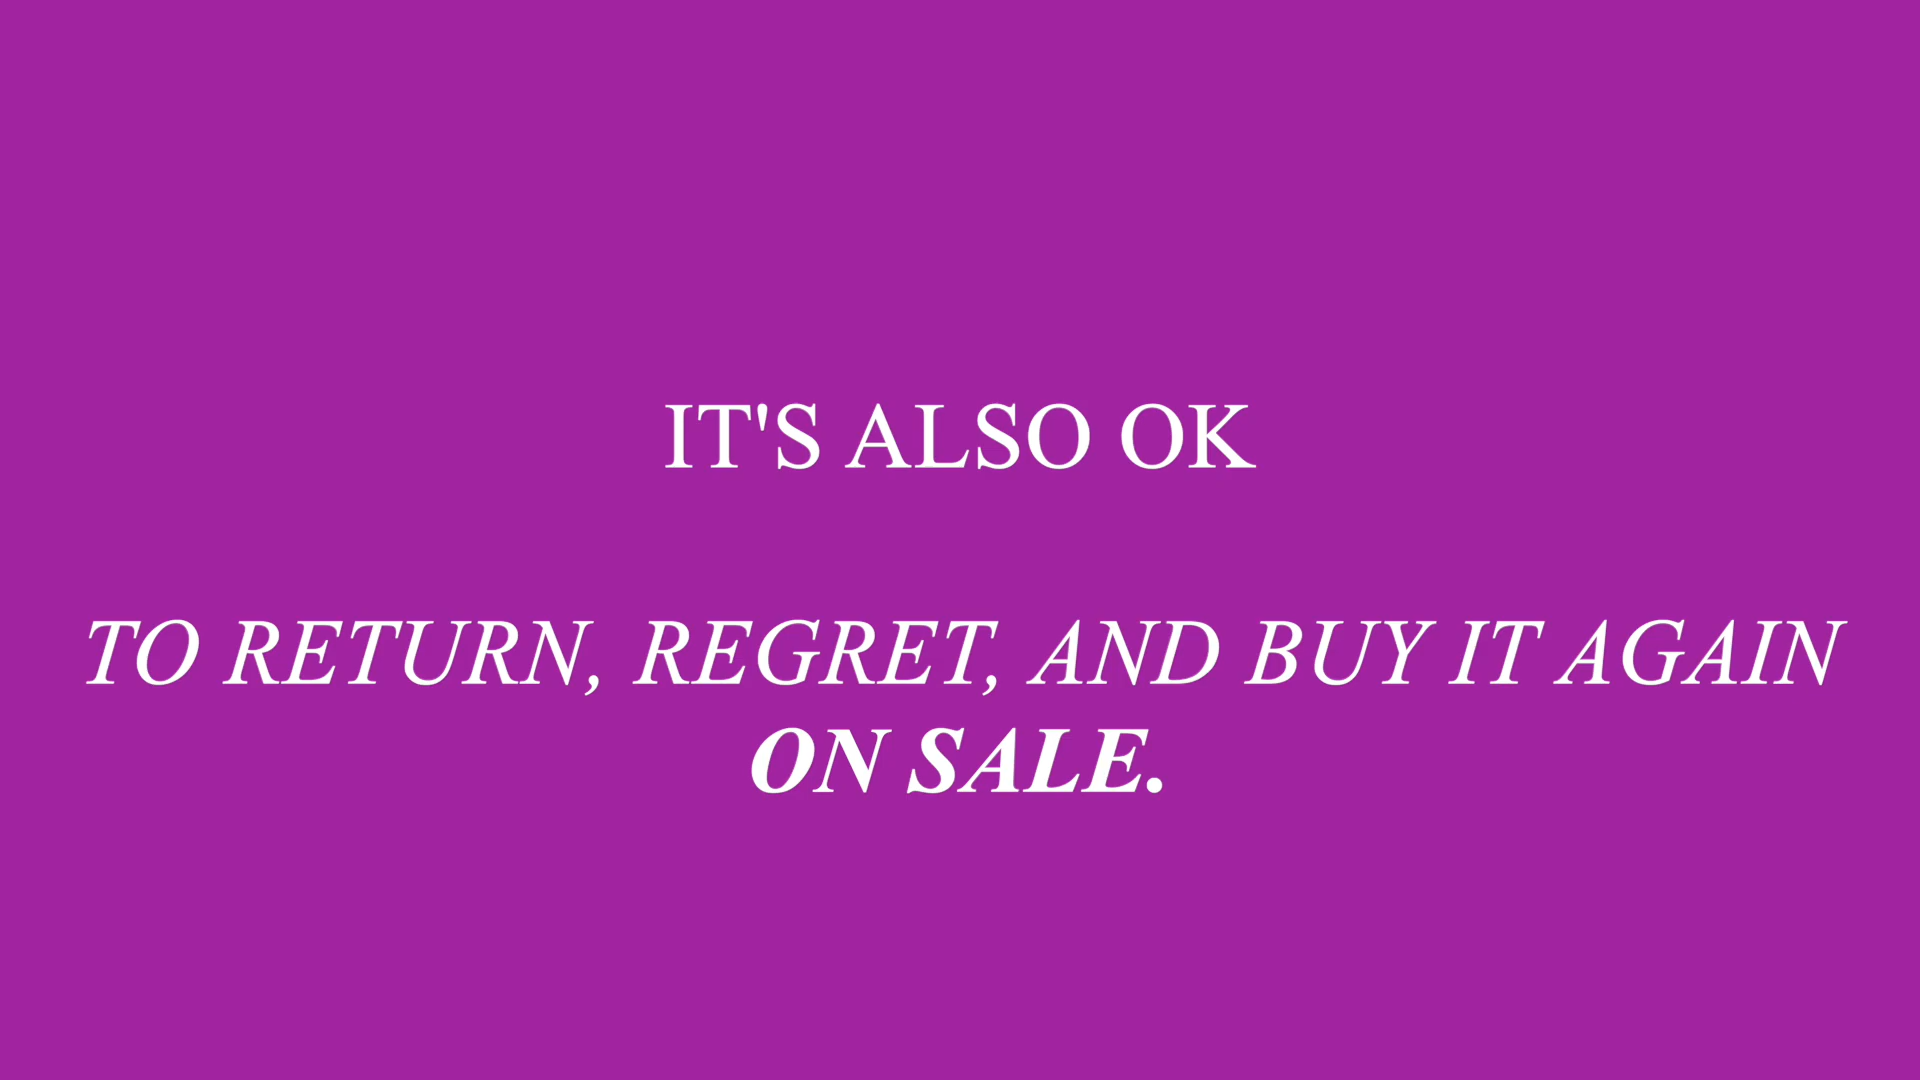 IT'S ALSO OK
TO RETURN, REGRET, AND BUY IT AGAIN
ON SALE.